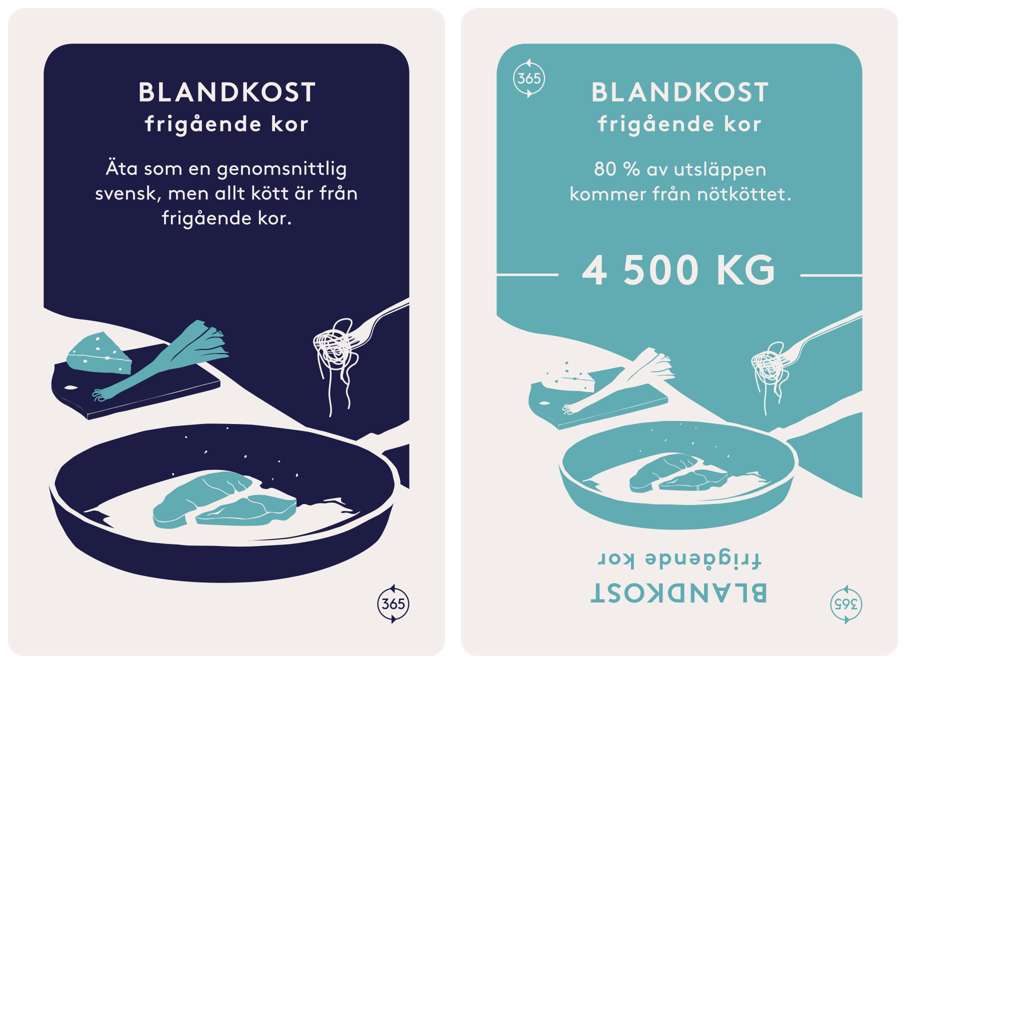 BLANDKOST
frigående kor
Äta som en genomsnittlig
svensk, men allt kött är från
frigående kor.
365
365
BLANDKOST
frigående kor
80 % av utsläppen
kommer från nötköttet.
4 500 KG
BLANDKOST
frigående kor
365